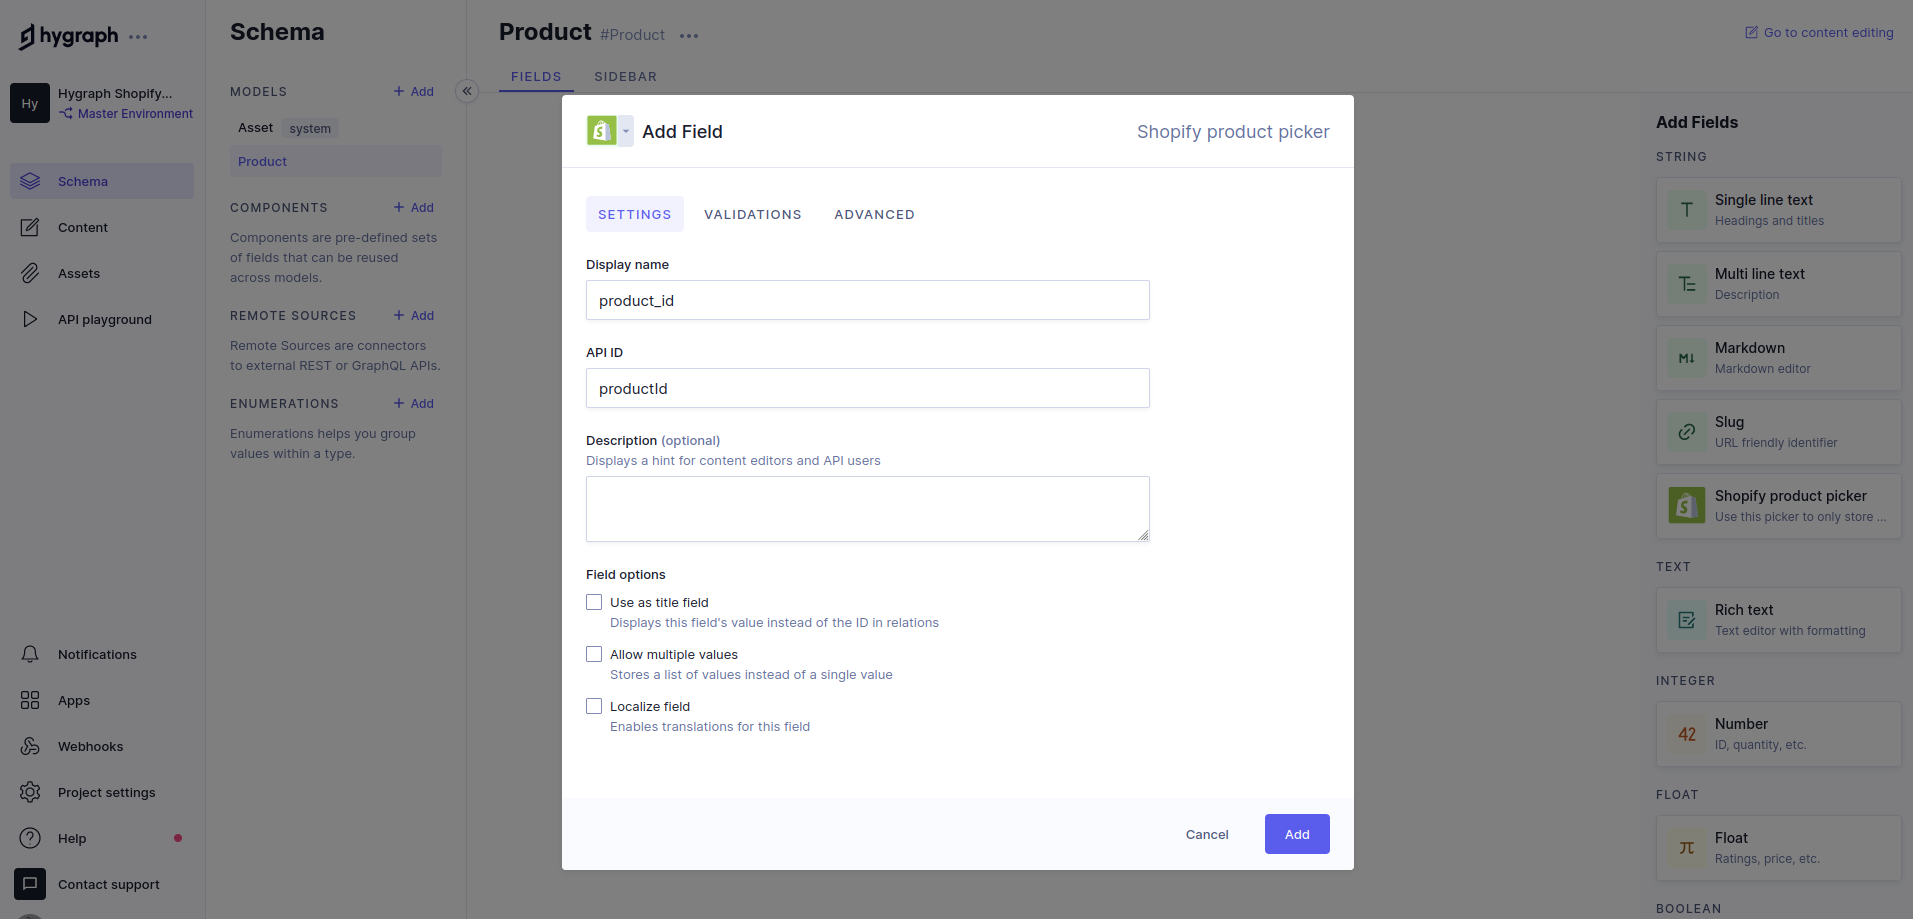 hygraph
Hy
Hygraph Shopify...
Master Environment
Schema
Content
Assets
API playground
Notifications
Apps
Webhooks
Project settings
Help
Contact support
Schema
MODELS
+ Add
Asset system
Product
COMPONENTS
+ Add
Components are pre-defined sets
of fields that can be reused
across models.
REMOTE SOURCES
+ Add
Remote Sources are connectors
to external REST or GraphQL APIs.
ENUMERATIONS
+ Add
Enumerations helps you group
values within a type.
Product #Product
Go to content editing
FIELDS
SIDEBAR
Add Field
Shopify product picker
SETTINGS
VALIDATIONS
ADVANCED
Display name
product_id
API ID
productId
Description (optional)
Displays a hint for content editors and API users
Field options
Use as title field
Displays this field's value instead of the ID in relations
Allow multiple values
Stores a list of values instead of a single value
Localize field
Enables translations for this field
Cancel
Add
Add Fields
STRING
T
Single line text
Headings and titles
Multi line text
Description
Markdown
Markdown editor
Slug
URL friendly identifier
Shopify product picker
Use this picker to only store ...
TEXT
Rich text
Text editor with formatting
INTEGER
42
Number
ID, quantity, etc.
FLOAT
π
Float
Ratings, price, etc.
BOOLEAN